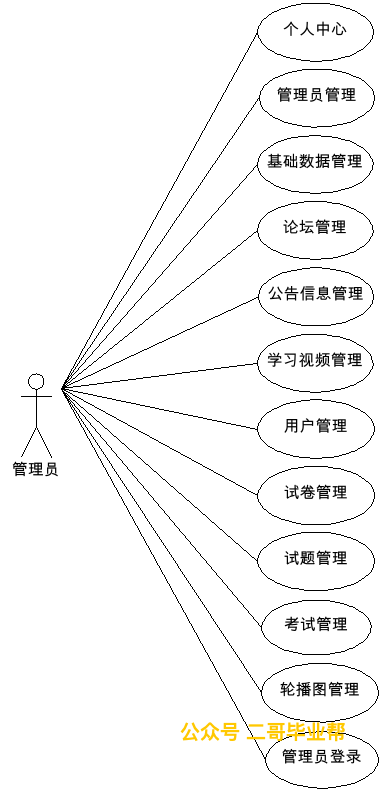 个人中心
管理员管理
基础数据管理
论坛管理
公告信息管理
学习视频管理
管理员
用户管理
试卷管理
试题管理
考试管理
轮播图管理
公众号 二哥毕业帮
管理员登录